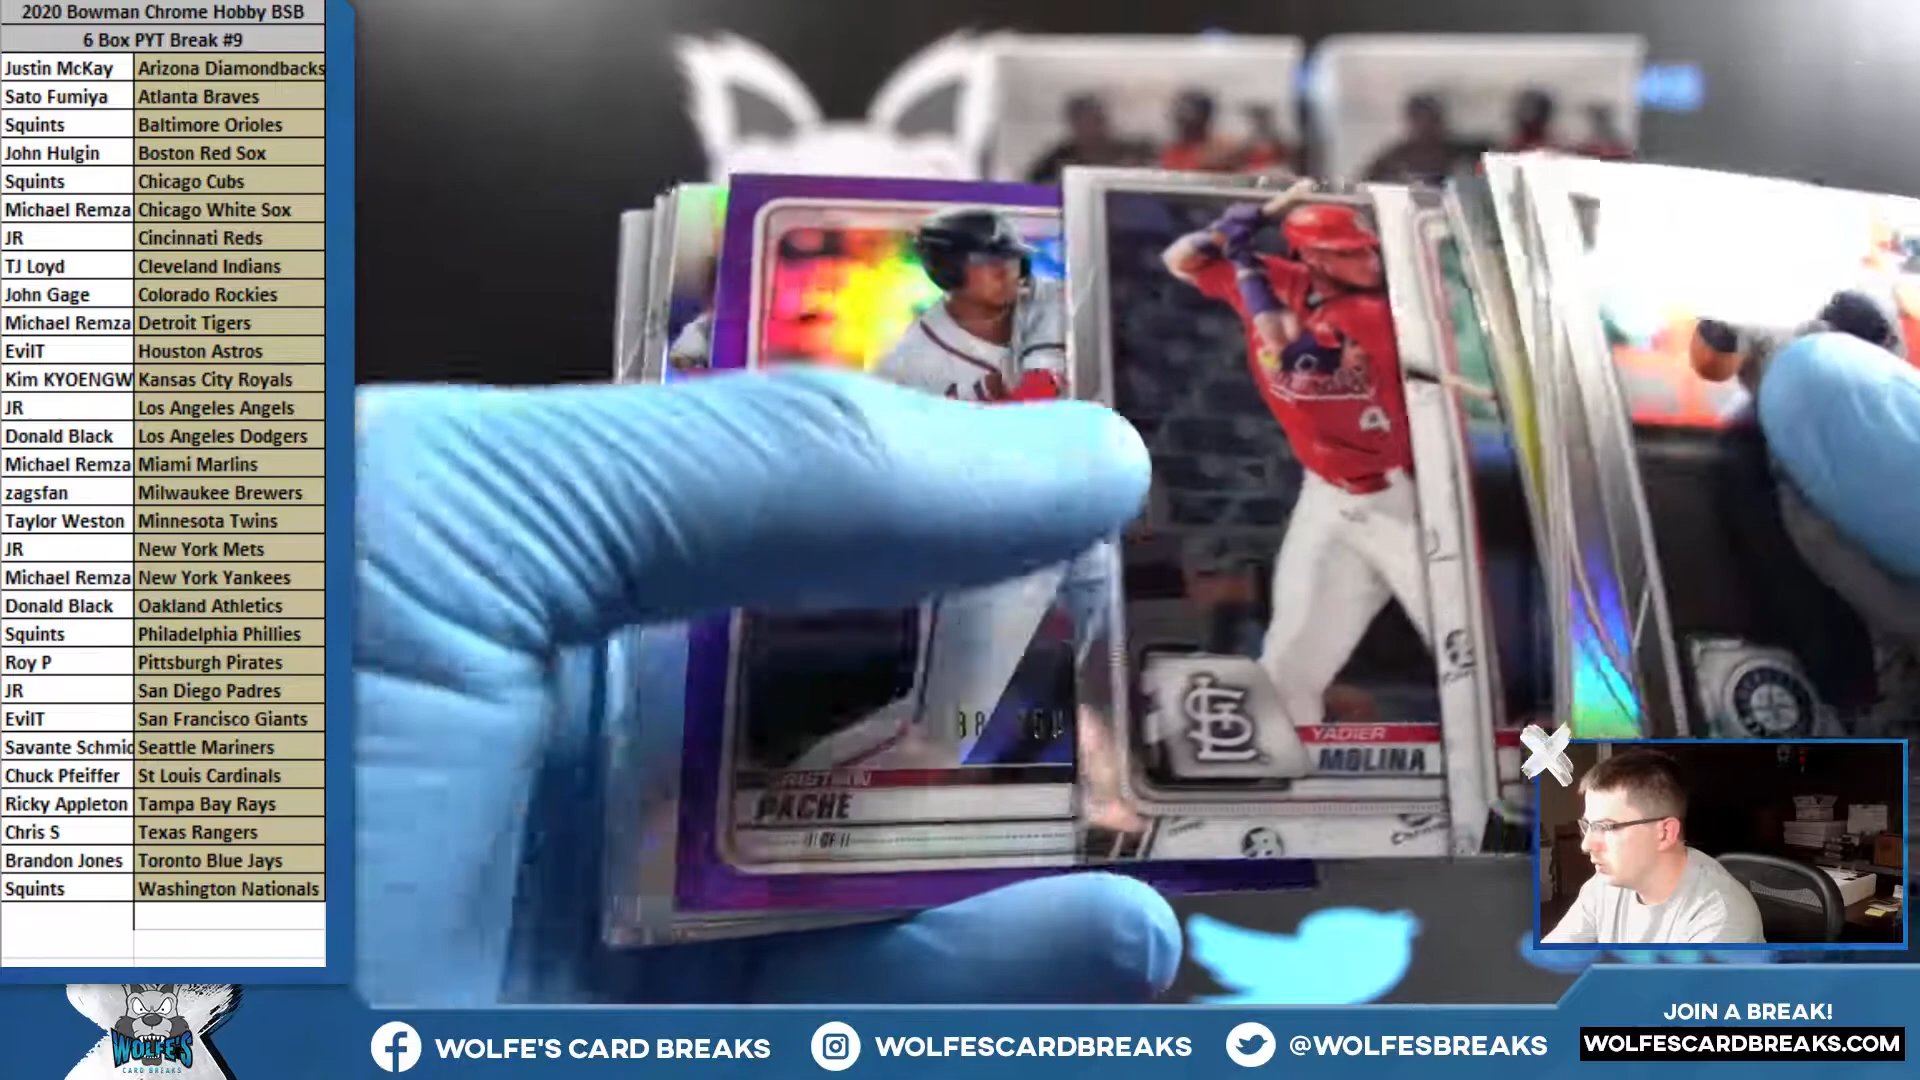 2020 Bowman Chrome Hobby BSB
6 Box PYT Break #9
Justin McKay Arizona Diamondbacks
Sato Fumiya Atlanta Braves
Squints Baltimore Orioles
John Hulgin Boston Red Sox
Squints Chicago Cubs
Michael Remza Chicago White Sox
JR Cincinnati Reds
TJ Loyd Cleveland Indians
John Gage Colorado Rockies
Michael Remza Detroit Tigers
EvilT Houston Astros
Kim KYOENGW Kansas City Royals
JR Los Angeles Angels
Donald Black Los Angeles Dodgers
Michael Remza Miami Marlins
zagsfan Milwaukee Brewers
Taylor Weston Minnesota Twins
JR New York Mets
Michael Remza New York Yankees
Donald Black Oakland Athletics
Squints Philadelphia Phillies
Roy P Pittsburgh Pirates
JR San Diego Padres
EvilT San Francisco Giants
Savante Schmid Seattle Mariners
Chuck Pfeiffer St Louis Cardinals
Ricky Appleton Tampa Bay Rays
Chris S Texas Rangers
Brandon Jones Toronto Blue Jays
Squints Washington Nationals
PACHE
4
STL
YADIER
MOLINA
WOLFE'S
CARD BREAKS
WOLFE'S CARD BREAKS
WOLFESCARDBREAKS
@WOLFESBREAKS
JOIN A BREAK!
WOLFESCARDBREAKS.COM